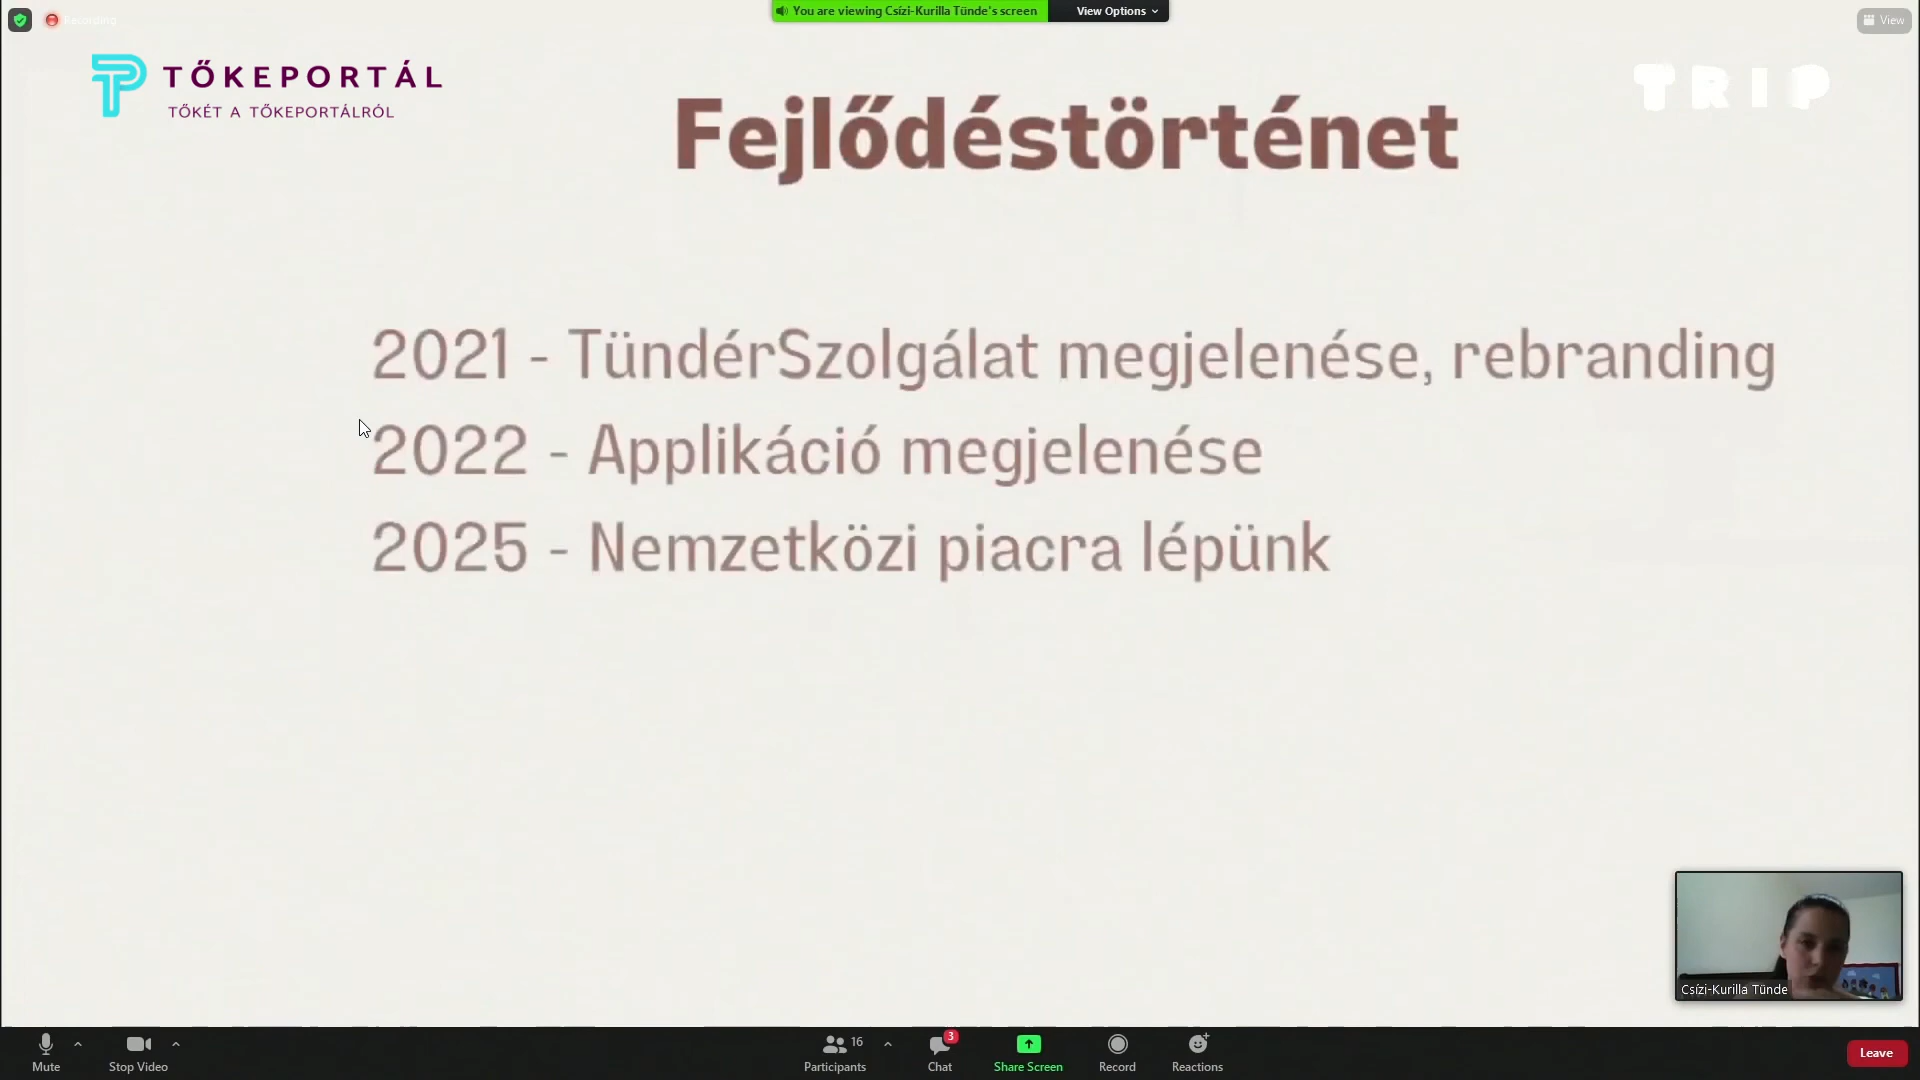 Recording
You are viewing Csízi-Kurilla Tünde's screen
View Options
View
TŐKEPORTÁL
TŐKÉT A TŐKEPORTÁLRÓL
TRIP
Fejlődéstörténet
2021 - TündérSzolgálat megjelenése, rebranding
2022 - Applikáció megjelenése
2025 - Nemzetközi piacra lépünk
Csízi-Kurilla Tünde
Mute
Stop Video
16
Participants
3
Chat
Share Screen
Record
Reactions
Leave